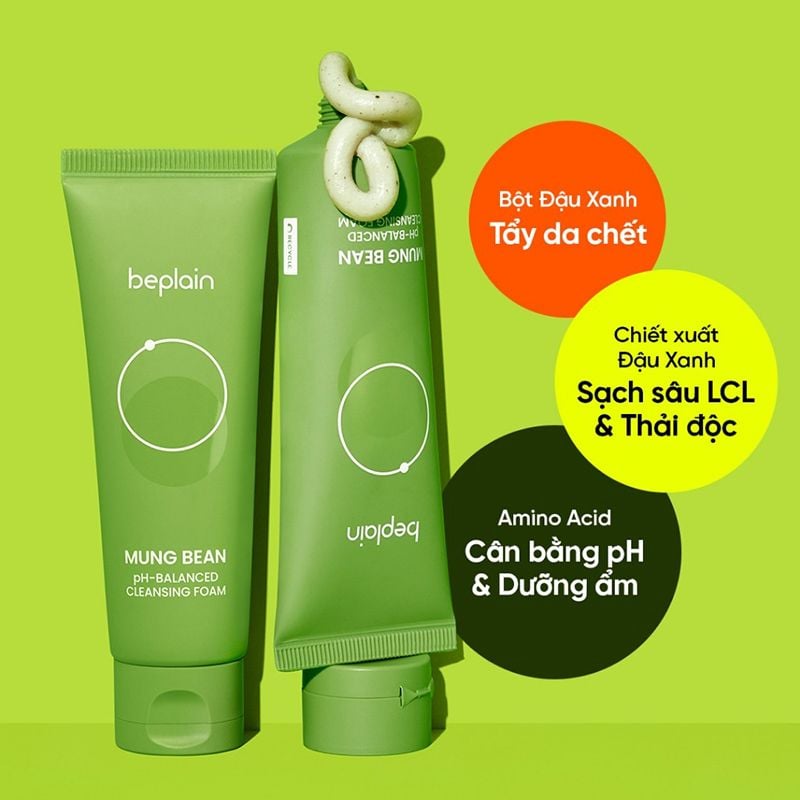 beplain
MUNG BEAN
pH-BALANCED
CLEANSING FOAM
MUNG BEAN
pH-BALANCED
CLEANSING FOAM
RECYCLE
beplain
Bột Đậu Xanh
Tẩy da chết
Chiết xuất
Đậu Xanh
Sạch sâu LCL
& Thải độc
Amino Acid
Cân bằng pH
& Dưỡng ẩm